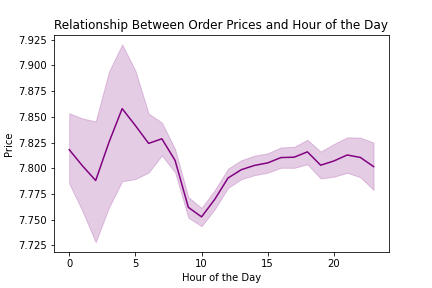 Relationship Between Order Prices and Hour of the Day
7.925
7.900
7.875
7.850
7.825
7.800
7.775
7.750
7.725
Price
0 5 10 15 20
Hour of the Day